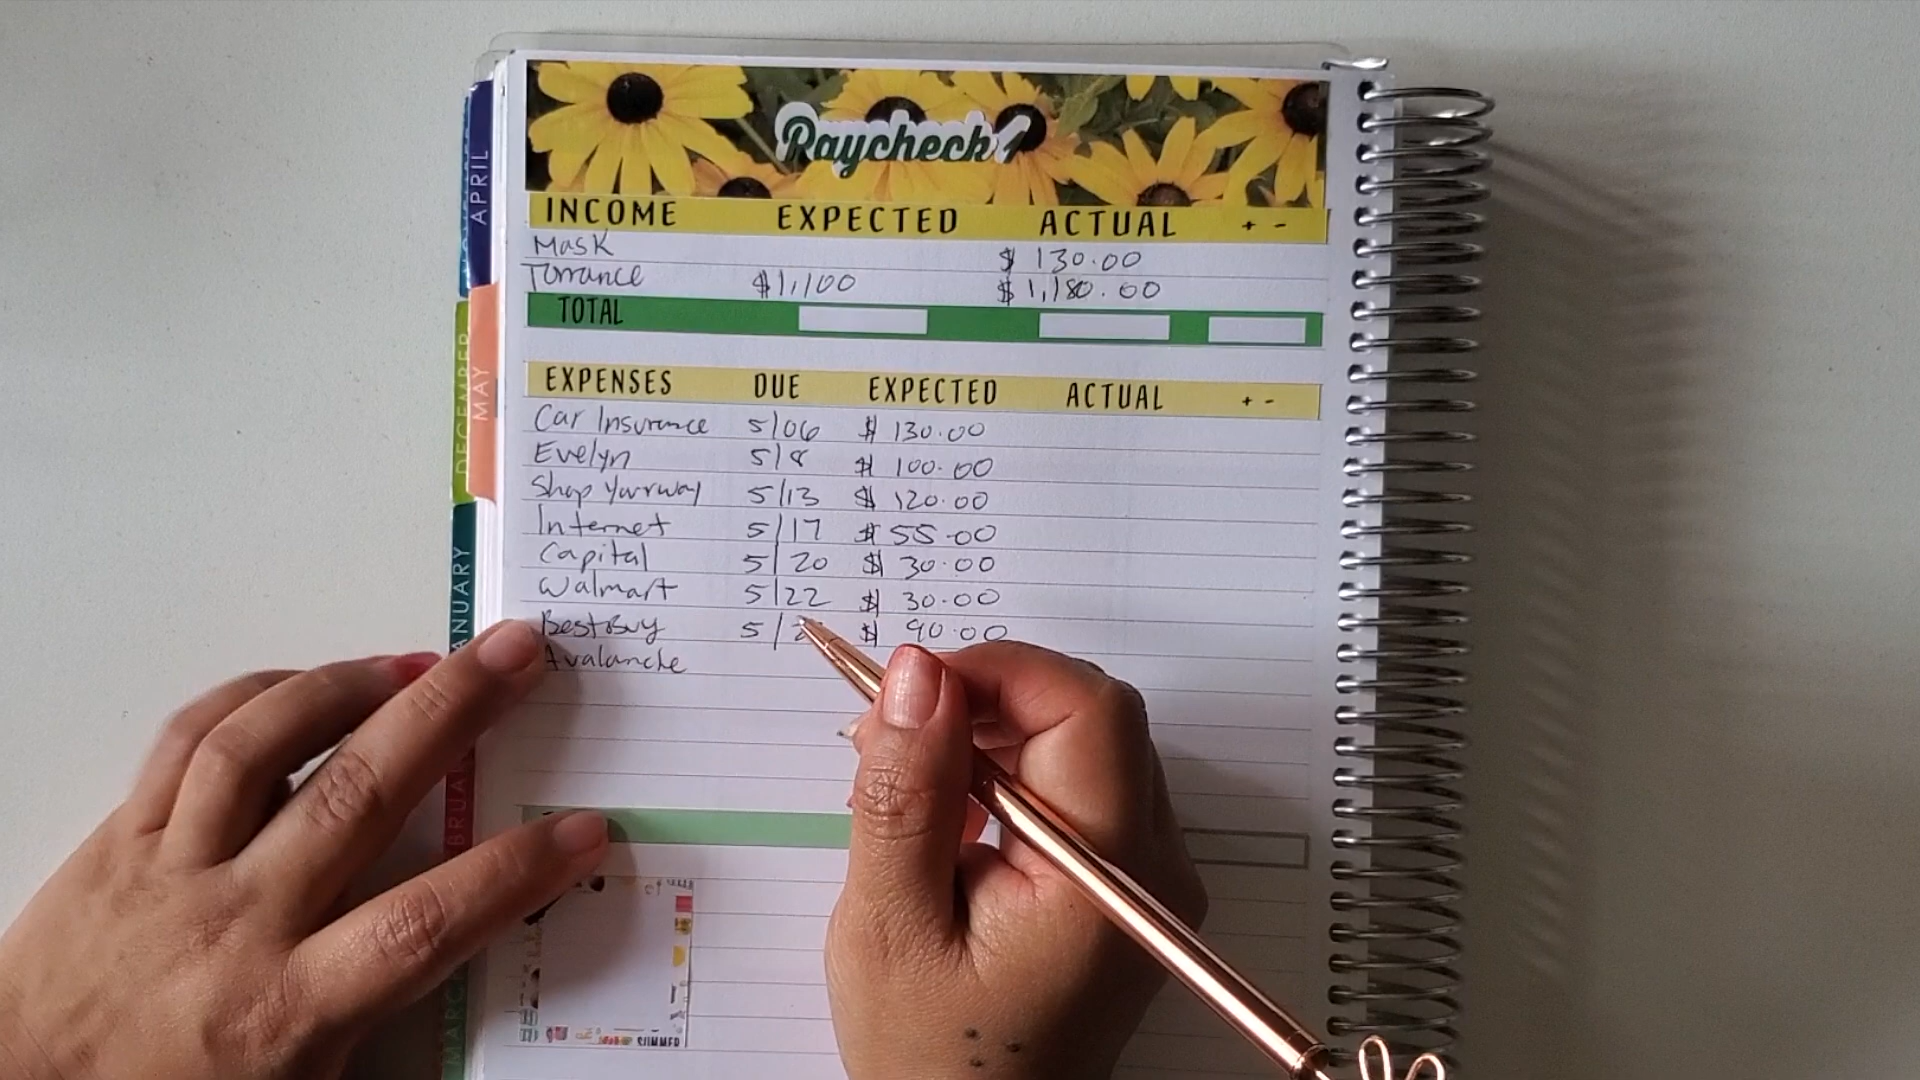 Paycheck 1
INCOME EXPECTED ACTUAL + -
Mask $ 130.00
Torrance $1,100 $ 1,180.00
TOTAL
EXPENSES DUE EXPECTED ACTUAL + -
Car Insurance 5/06 $ 130.00
Evelyn 5/8 $ 100.00
Shop Yourway 5/13 $ 120.00
Internet 5/17 $ 55.00
Capital 5/20 $ 30.00
Walmart 5/22 $ 30.00
BestBuy 5/ $ 90.00
Avalanche
SUMMER
APRIL
MAY
DECEMBER
JANUARY